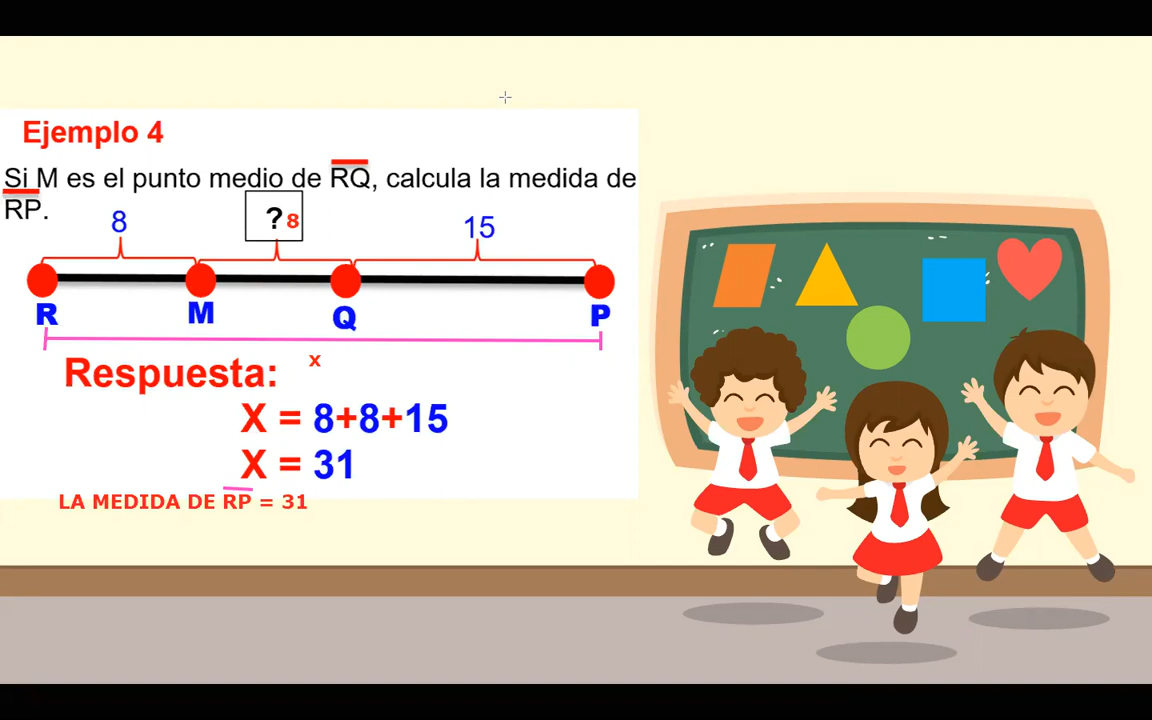 Ejemplo 4
Si M es el punto medio de RQ, calcula la medida de
RP.
8 ? 8 15
R M Q P
x
Respuesta:
X = 8+8+15
X = 31
LA MEDIDA DE RP = 31